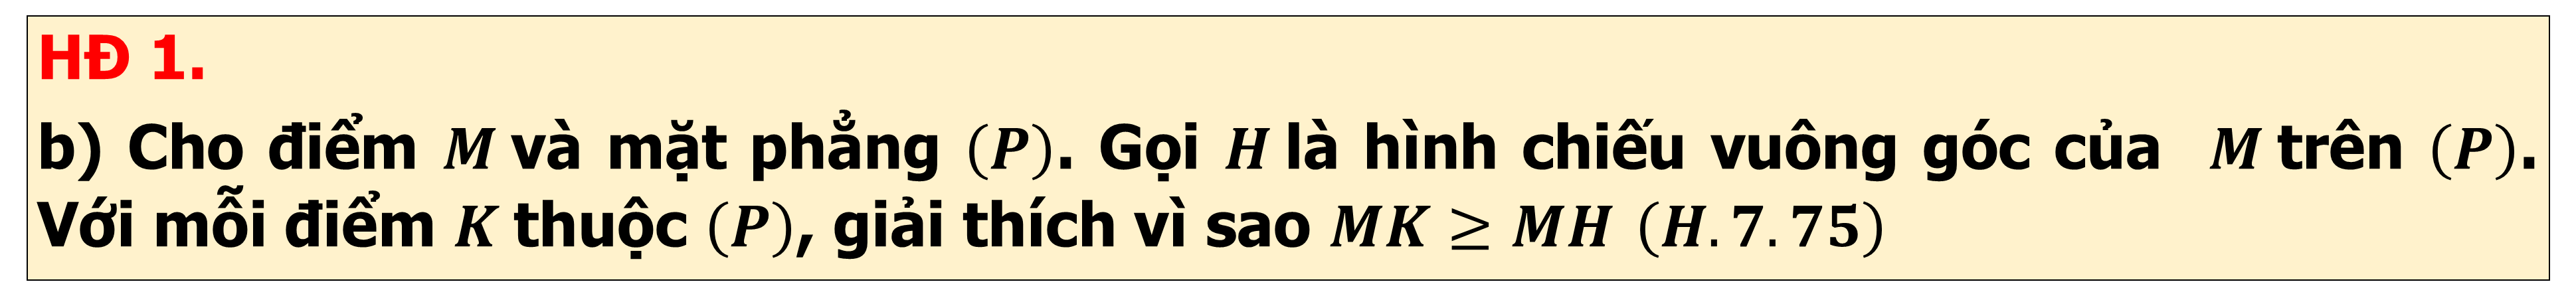 HĐ 1.
b) Cho điểm M và mặt phẳng (P). Gọi H là hình chiếu vuông góc của M trên (P).
Với mỗi điểm K thuộc (P), giải thích vì sao MK ≥ MH (H.7.75)